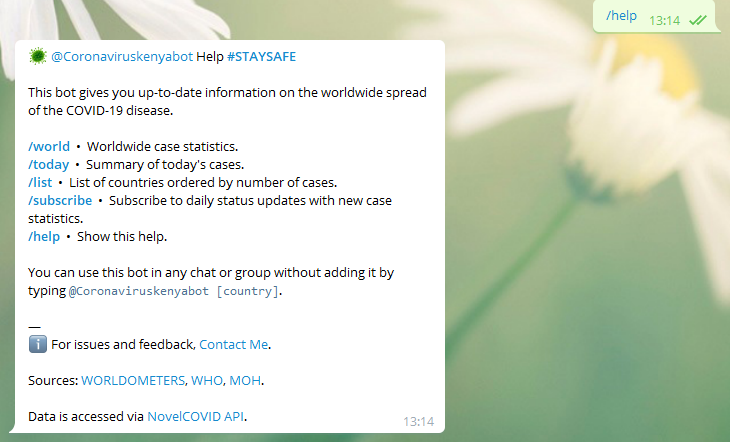 /help 13:14
@Coronaviruskenyabot Help #STAYSAFE
This bot gives you up-to-date information on the worldwide spread
of the COVID-19 disease.
/world • Worldwide case statistics.
/today • Summary of today's cases.
/list • List of countries ordered by number of cases.
/subscribe • Subscribe to daily status updates with new case
statistics.
/help • Show this help.
You can use this bot in any chat or group without adding it by
typing @Coronaviruskenyabot [country].
—
ℹ️ For issues and feedback, Contact Me.
Sources: WORLDOMETERS, WHO, MOH.
Data is accessed via NovelCOVID API.
13:14